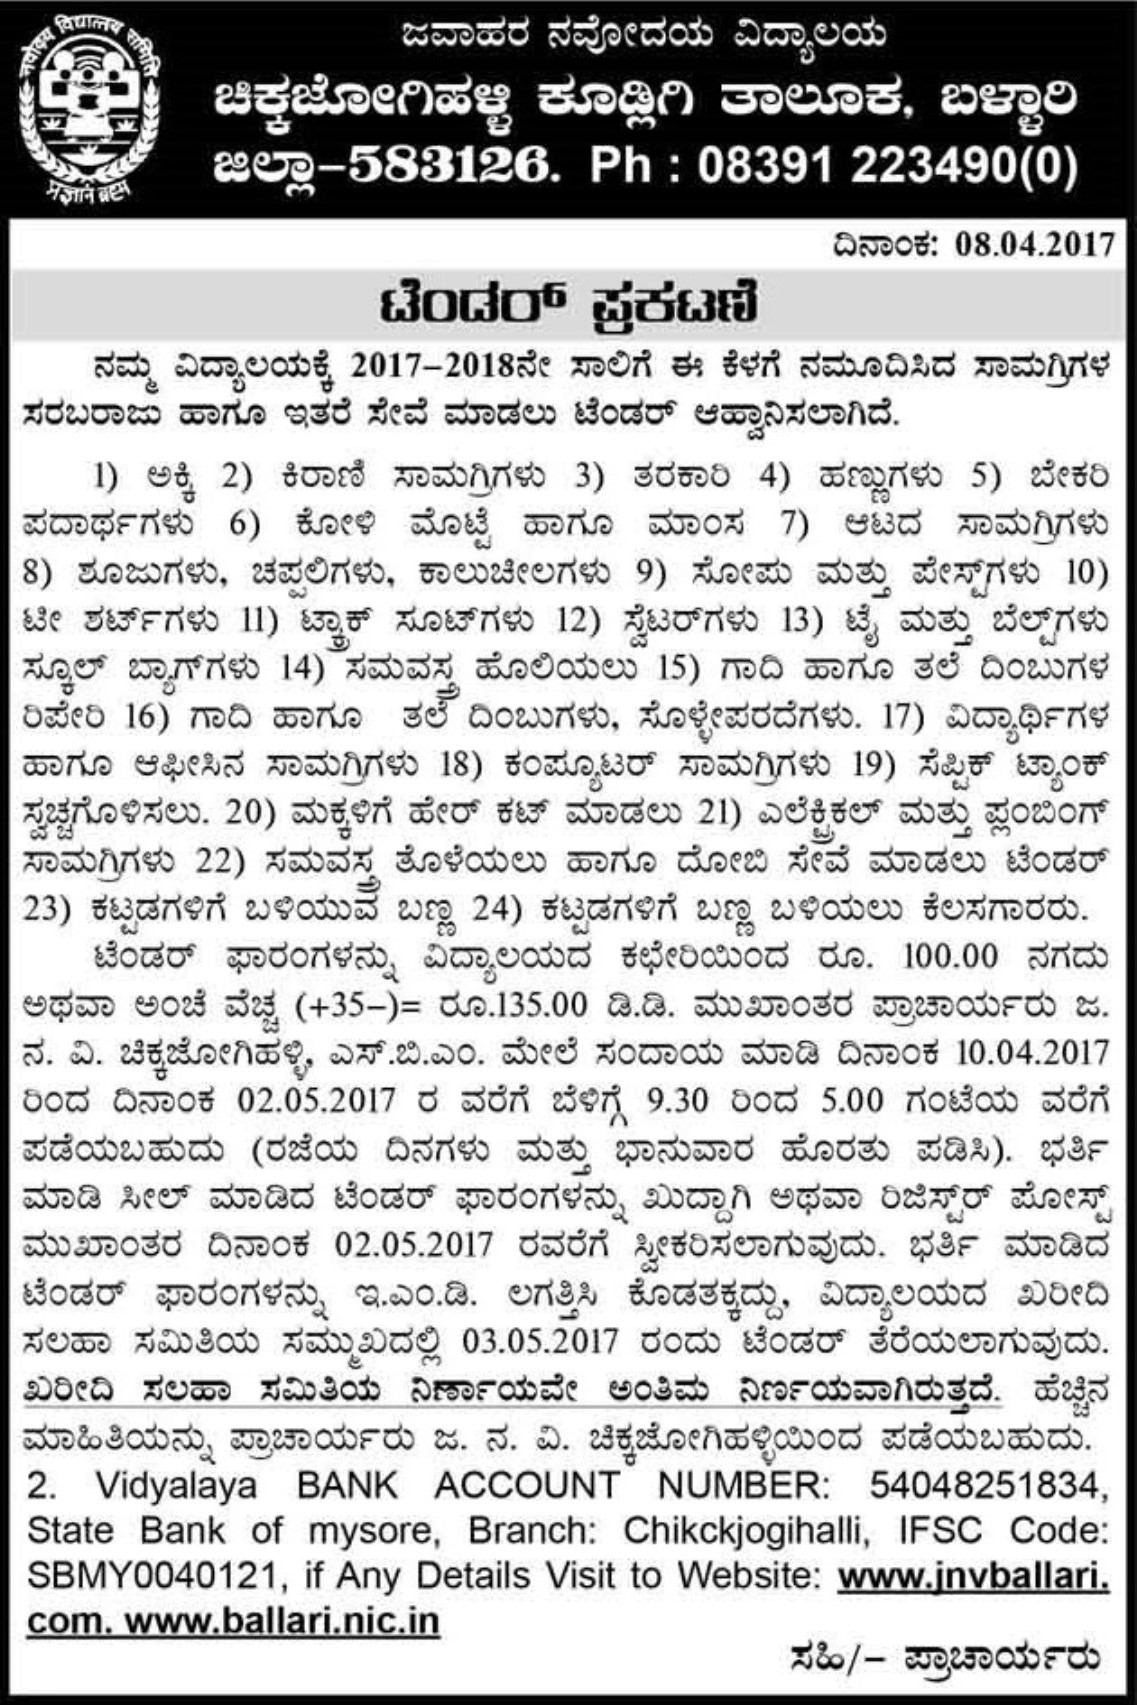 नवोदय विद्यालय समिति
प्रज्ञानं ब्रह्म
ಜವಾಹರ ನವೋದಯ ವಿದ್ಯಾಲಯ
ಚಿಕ್ಕಜೋಗಿಹಳ್ಳಿ ಕೂಡ್ಲಿಗಿ ತಾಲೂಕ, ಬಳ್ಳಾರಿ
ಜಿಲ್ಲಾ-583126. Ph : 08391 223490(0)
ದಿನಾಂಕ: 08.04.2017
ಟೆಂಡರ್ ಪ್ರಕಟಣೆ
ನಮ್ಮ ವಿದ್ಯಾಲಯಕ್ಕೆ 2017-2018ನೇ ಸಾಲಿಗೆ ಈ ಕೆಳಗೆ ನಮೂದಿಸಿದ ಸಾಮಗ್ರಿಗಳ
ಸರಬರಾಜು ಹಾಗೂ ಇತರೆ ಸೇವೆ ಮಾಡಲು ಟೆಂಡರ್ ಆಹ್ವಾನಿಸಲಾಗಿದೆ.
1) ಅಕ್ಕಿ 2) ಕಿರಾಣಿ ಸಾಮಗ್ರಿಗಳು 3) ತರಕಾರಿ 4) ಹಣ್ಣುಗಳು 5) ಬೇಕರಿ
ಪದಾರ್ಥಗಳು 6) ಕೋಳಿ ಮೊಟ್ಟೆ ಹಾಗೂ ಮಾಂಸ 7) ಆಟದ ಸಾಮಗ್ರಿಗಳು
8) ಶೂಜುಗಳು, ಚಪ್ಪಲಿಗಳು, ಕಾಲುಚೀಲಗಳು 9) ಸೋಪು ಮತ್ತು ಪೇಸ್ಟ್‌ಗಳು 10)
ಟೀ ಶರ್ಟ್‌ಗಳು 11) ಟ್ರ್ಯಾಕ್ ಸೂಟ್‌ಗಳು 12) ಸ್ವೆಟರ್‌ಗಳು 13) ಟೈ ಮತ್ತು ಬೆಲ್ಟ್‌ಗಳು
ಸ್ಕೂಲ್ ಬ್ಯಾಗ್‌ಗಳು 14) ಸಮವಸ್ತ್ರ ಹೊಲಿಯಲು 15) ಗಾದಿ ಹಾಗೂ ತಲೆ ದಿಂಬುಗಳ
ರಿಪೇರಿ 16) ಗಾದಿ ಹಾಗೂ ತಲೆ ದಿಂಬುಗಳು, ಸೊಳ್ಳೇಪರದೆಗಳು. 17) ವಿದ್ಯಾರ್ಥಿಗಳ
ಹಾಗೂ ಆಫೀಸಿನ ಸಾಮಗ್ರಿಗಳು 18) ಕಂಪ್ಯೂಟರ್ ಸಾಮಗ್ರಿಗಳು 19) ಸೆಪ್ಟಿಕ್ ಟ್ಯಾಂಕ್
ಸ್ವಚ್ಚಗೊಳಿಸಲು. 20) ಮಕ್ಕಳಿಗೆ ಹೇರ್ ಕಟ್ ಮಾಡಲು 21) ಎಲೆಕ್ಟ್ರಿಕಲ್ ಮತ್ತು ಪ್ಲಂಬಿಂಗ್
ಸಾಮಗ್ರಿಗಳು 22) ಸಮವಸ್ತ್ರ ತೊಳೆಯಲು ಹಾಗೂ ದೋಬಿ ಸೇವೆ ಮಾಡಲು ಟೆಂಡರ್
23) ಕಟ್ಟಡಗಳಿಗೆ ಬಳಿಯುವ ಬಣ್ಣ 24) ಕಟ್ಟಡಗಳಿಗೆ ಬಣ್ಣ ಬಳಿಯಲು ಕೆಲಸಗಾರರು.
ಟೆಂಡರ್ ಫಾರಂಗಳನ್ನು ವಿದ್ಯಾಲಯದ ಕಛೇರಿಯಿಂದ ರೂ. 100.00 ನಗದು
ಅಥವಾ ಅಂಚೆ ವೆಚ್ಚ (+35-)= ರೂ.135.00 ಡಿ.ಡಿ. ಮುಖಾಂತರ ಪ್ರಾಚಾರ್ಯರು ಜ.
ನ. ವಿ. ಚಿಕ್ಕಜೋಗಿಹಳ್ಳಿ, ಎಸ್.ಬಿ.ಎಂ. ಮೇಲೆ ಸಂದಾಯ ಮಾಡಿ ದಿನಾಂಕ 10.04.2017
ರಿಂದ ದಿನಾಂಕ 02.05.2017 ರ ವರೆಗೆ ಬೆಳಿಗ್ಗೆ 9.30 ರಿಂದ 5.00 ಗಂಟೆಯ ವರೆಗೆ
ಪಡೆಯಬಹುದು (ರಜೆಯ ದಿನಗಳು ಮತ್ತು ಭಾನುವಾರ ಹೊರತು ಪಡಿಸಿ). ಭರ್ತಿ
ಮಾಡಿ ಸೀಲ್ ಮಾಡಿದ ಟೆಂಡರ್ ಫಾರಂಗಳನ್ನು ಖುದ್ದಾಗಿ ಅಥವಾ ರಿಜಿಸ್ಟರ್ ಪೋಸ್ಟ್
ಮುಖಾಂತರ ದಿನಾಂಕ 02.05.2017 ರವರೆಗೆ ಸ್ವೀಕರಿಸಲಾಗುವುದು. ಭರ್ತಿ ಮಾಡಿದ
ಟೆಂಡರ್ ಫಾರಂಗಳನ್ನು ಇ.ಎಂ.ಡಿ. ಲಗತ್ತಿಸಿ ಕೊಡತಕ್ಕದ್ದು, ವಿದ್ಯಾಲಯದ ಖರೀದಿ
ಸಲಹಾ ಸಮಿತಿಯ ಸಮ್ಮುಖದಲ್ಲಿ 03.05.2017 ರಂದು ಟೆಂಡರ್ ತೆರೆಯಲಾಗುವುದು.
ಖರೀದಿ ಸಲಹಾ ಸಮಿತಿಯ ನಿರ್ಣಾಯವೇ ಅಂತಿಮ ನಿರ್ಣಯವಾಗಿರುತ್ತದೆ. ಹೆಚ್ಚಿನ
ಮಾಹಿತಿಯನ್ನು ಪ್ರಾಚಾರ್ಯರು ಜ. ನ. ವಿ. ಚಿಕ್ಕಜೋಗಿಹಳ್ಳಿಯಿಂದ ಪಡೆಯಬಹುದು.
2. Vidyalaya BANK ACCOUNT NUMBER: 54048251834,
State Bank of mysore, Branch: Chikckjogihalli, IFSC Code:
SBMY0040121, if Any Details Visit to Website: www.jnvballari.
com. www.ballari.nic.in
ಸಹಿ/- ಪ್ರಾಚಾರ್ಯರು